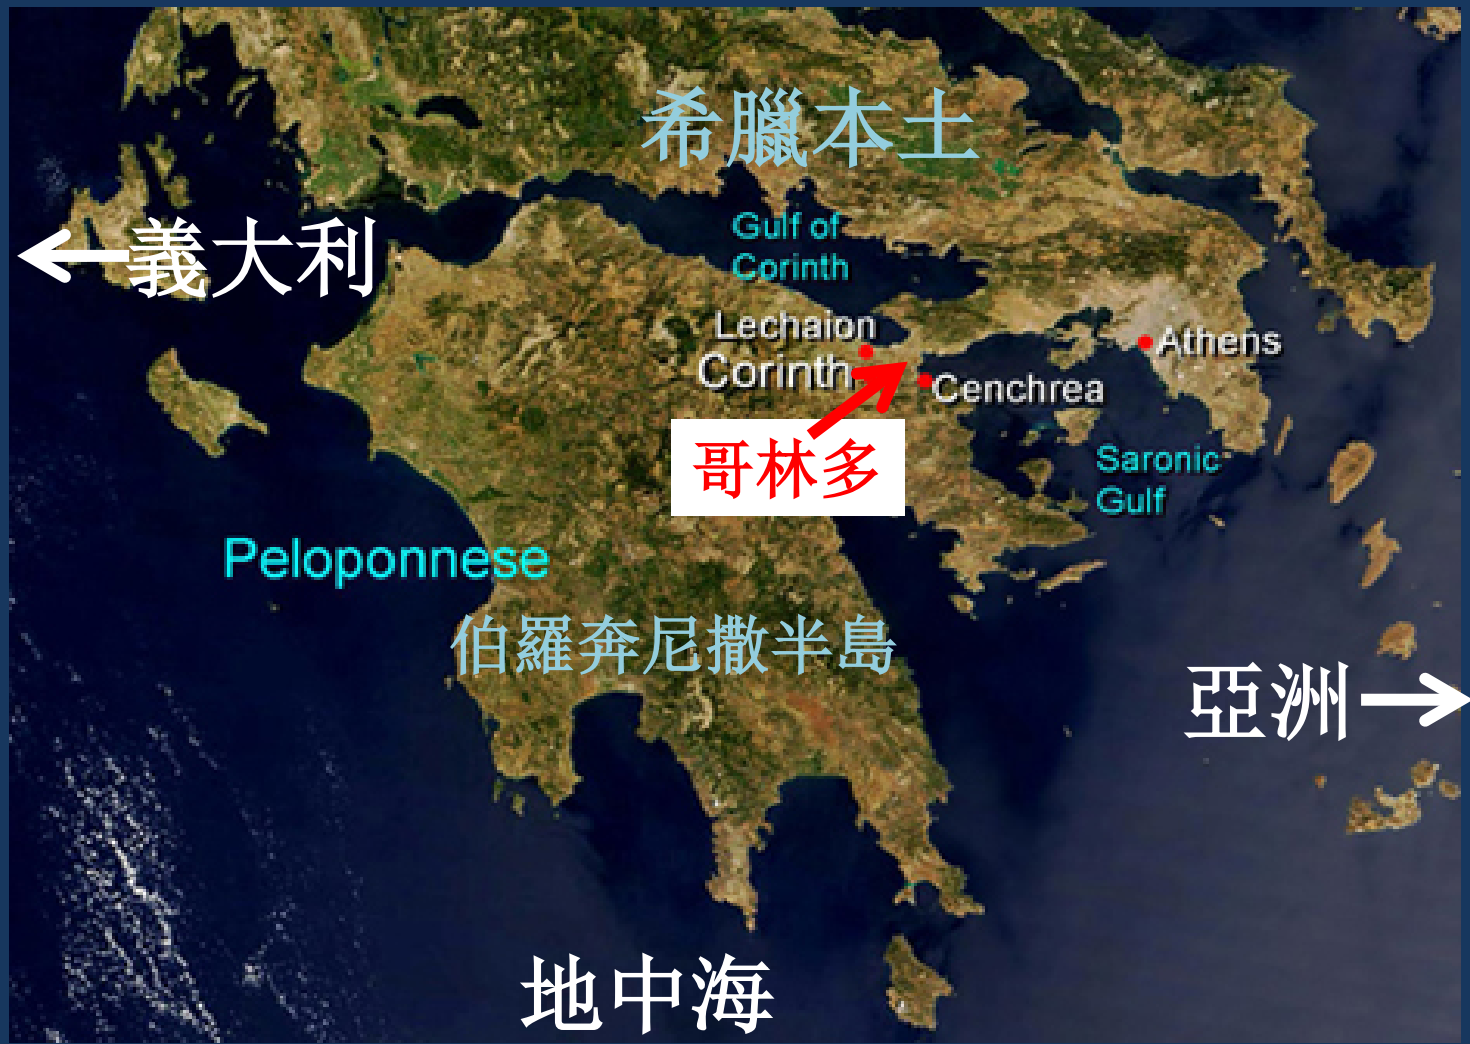 希臘本土
Gulf of
Corinth
義大利
Lechaion
Corinth
Athens
Cenchrea
哥林多
Saronic
Gulf
Peloponnese
伯羅奔尼撒半島
亞洲
地中海